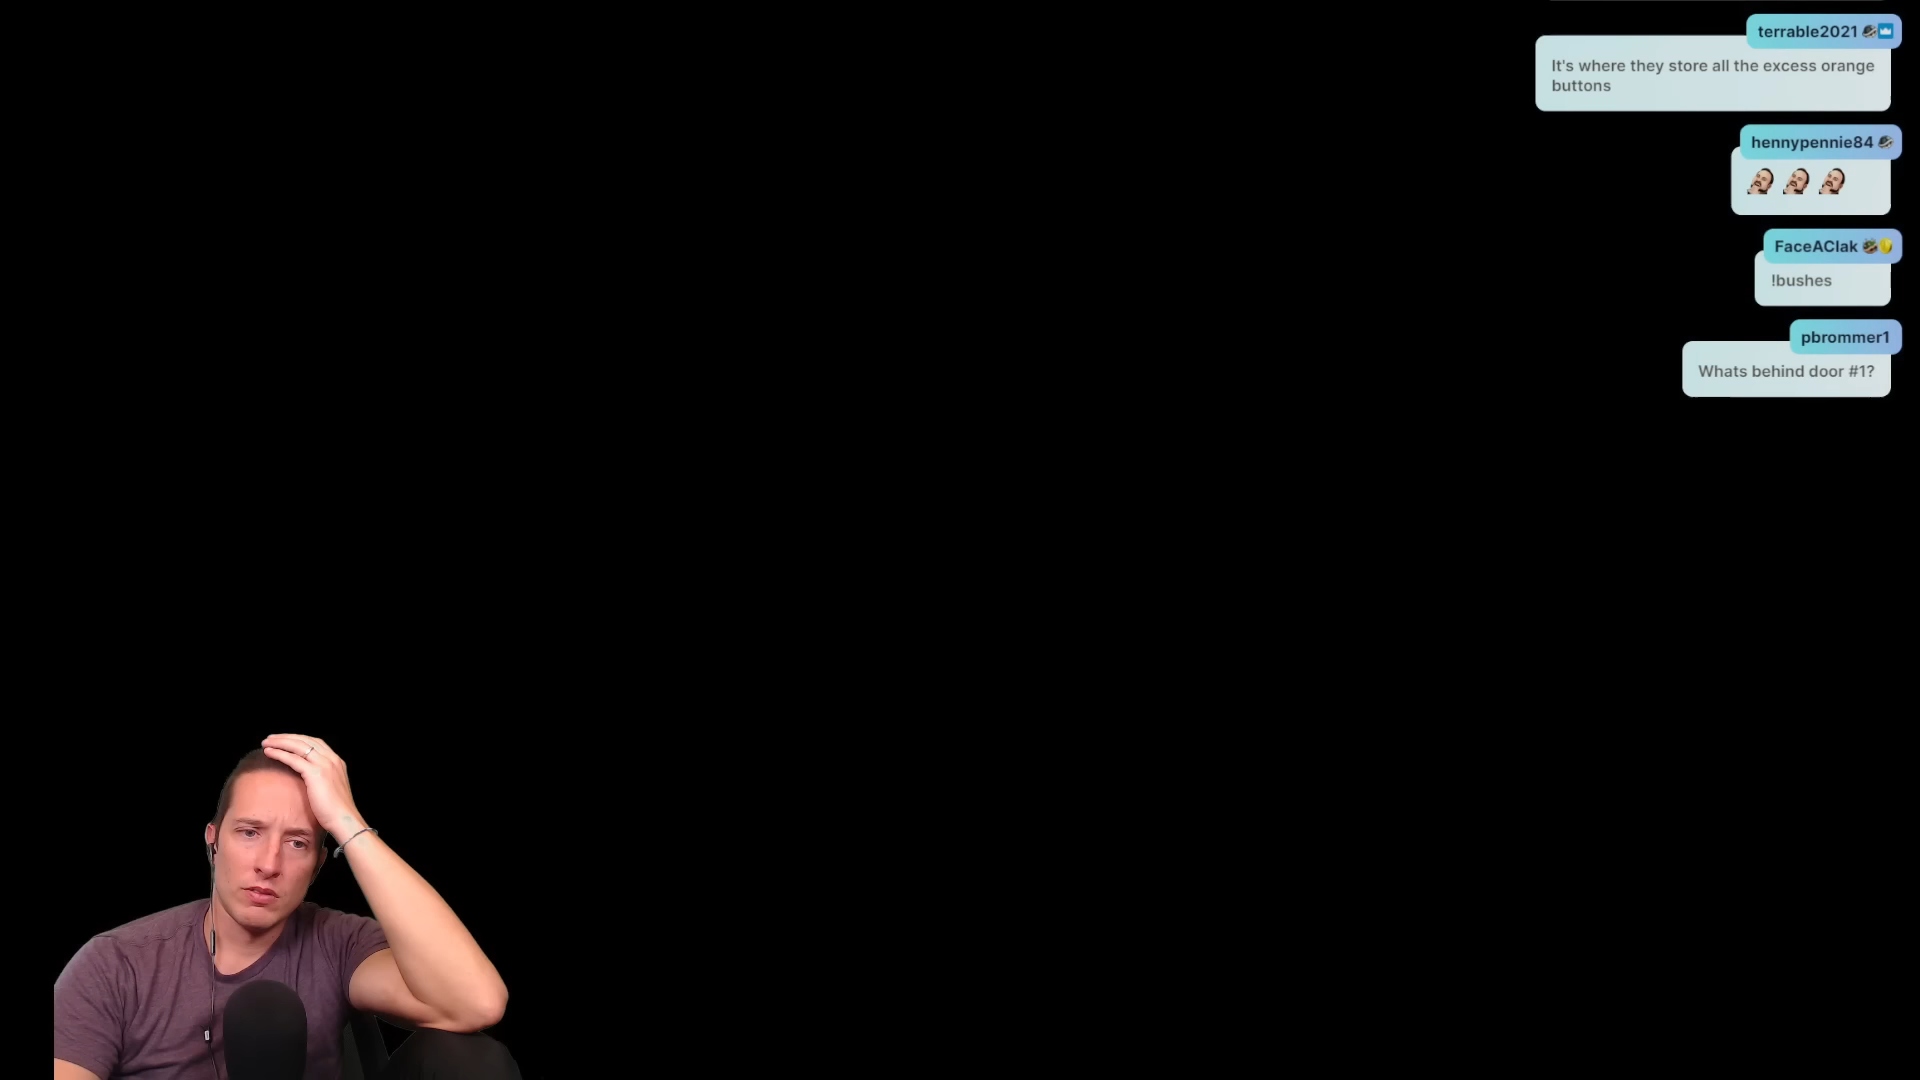 terrable2021
It's where they store all the excess orange
buttons
hennypennie84
FaceAClak
!bushes
pbrommer1
Whats behind door #1?